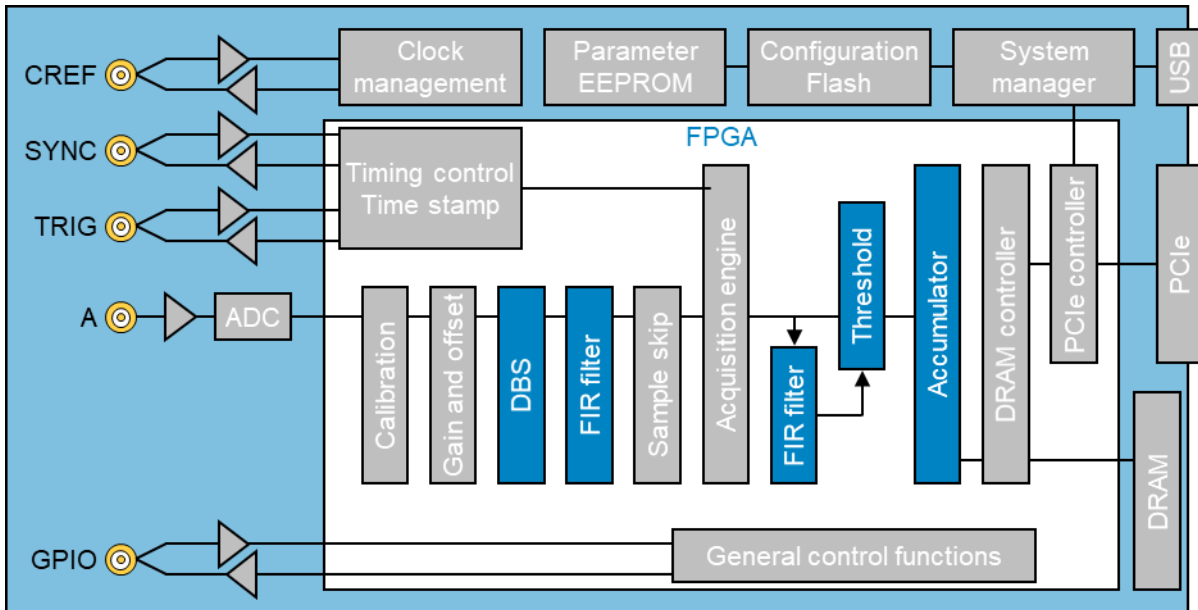 CREF
Clock
management
Parameter
EEPROM
Configuration
Flash
System
manager
USB
FPGA
SYNC
TRIG
Timing control
Time stamp
A
ADC
Calibration
Gain and offset
DBS
FIR filter
Sample skip
Acquisition engine
FIR filter
Threshold
Accumulator
DRAM controller
PCIe controller
PCIe
DRAM
GPIO
General control functions